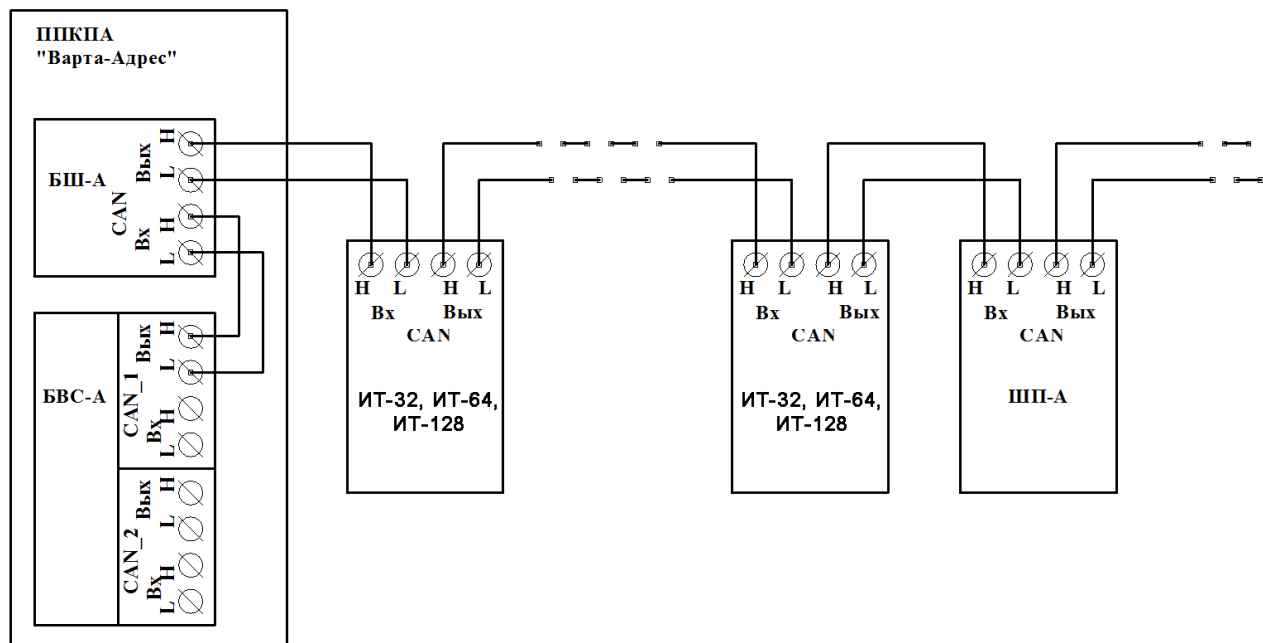 ППКПА
"Варта-Адрес"
БШ-А
CAN
Вых
H
L
Вх
H
L
БВС-А
CAN_1
Вых
H
L
Вх
H
L
CAN_2
Вых
H
L
Вх
H
L
H L H L
Вх Вых
CAN
ИТ-32, ИТ-64,
ИТ-128
H L H L
Вх Вых
CAN
ИТ-32, ИТ-64,
ИТ-128
H L H L
Вх Вых
CAN
ШП-А